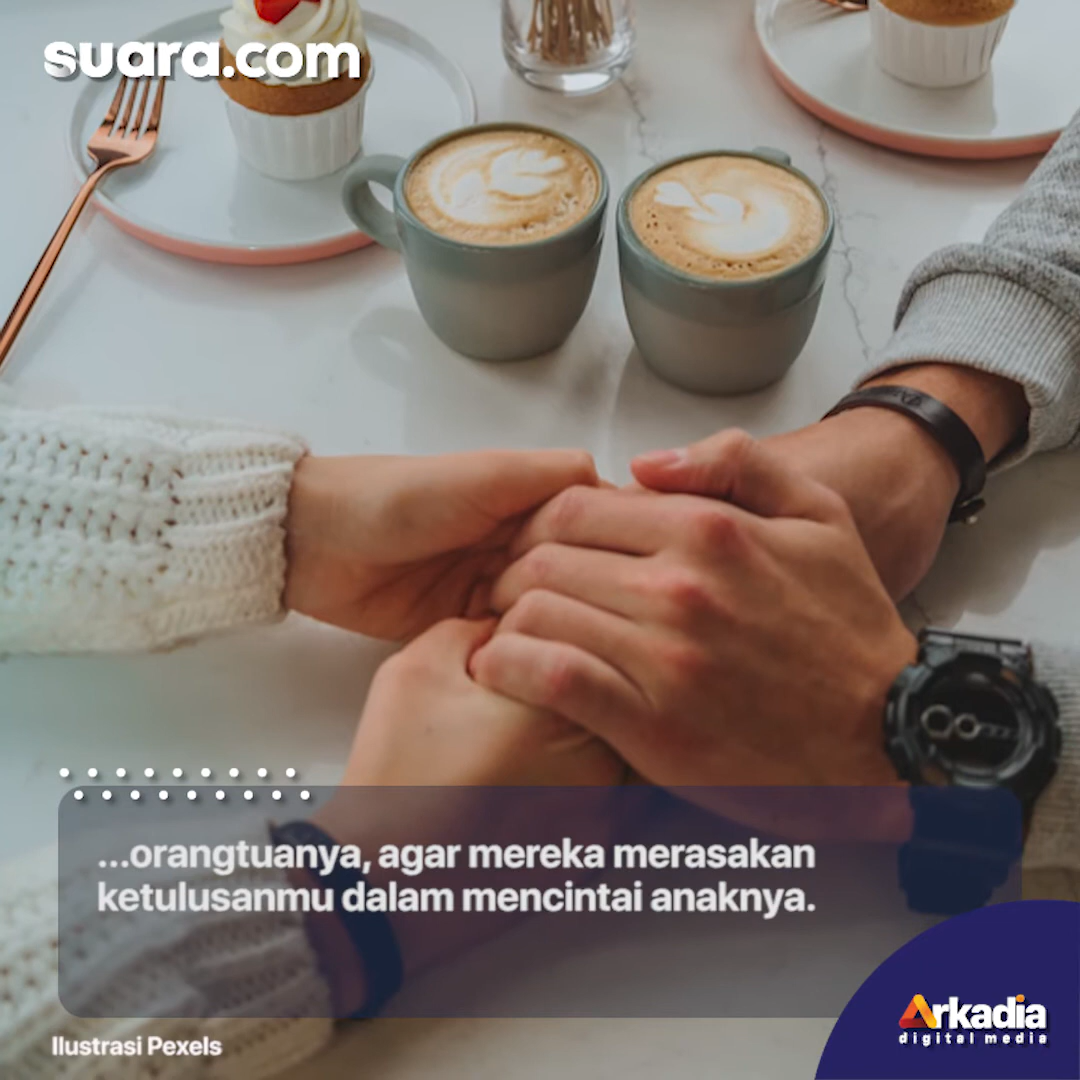 suara.com
...orangtuanya, agar mereka merasakan
ketulusanmu dalam mencintai anaknya.
Ilustrasi Pexels
Arkadia
digital media